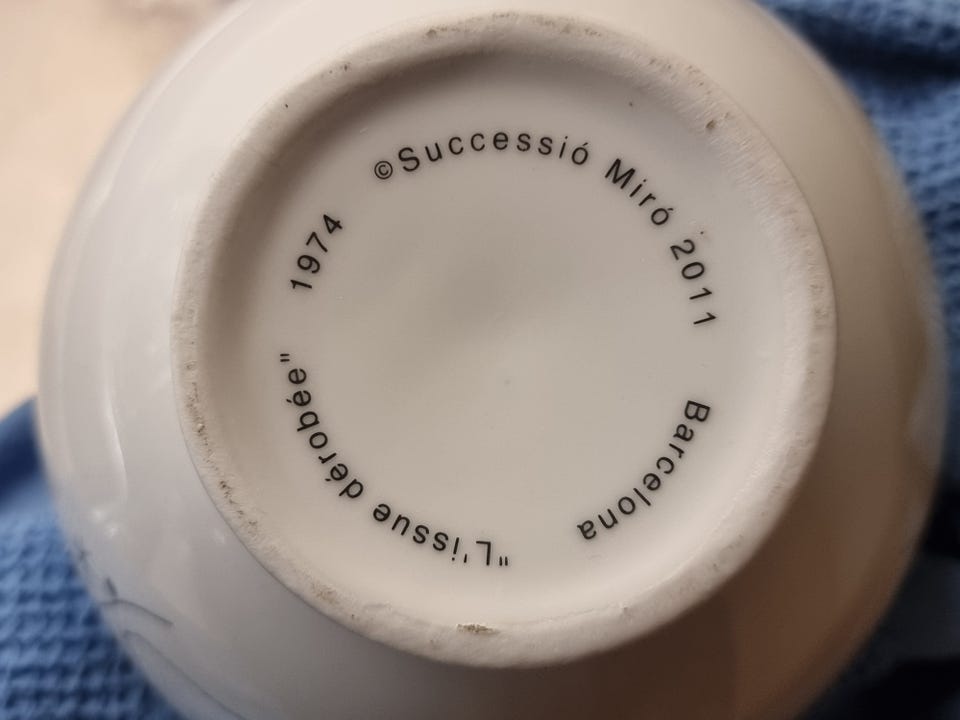 ©Successió Miró 2011 Barcelona "L'issue dérobée" 1974